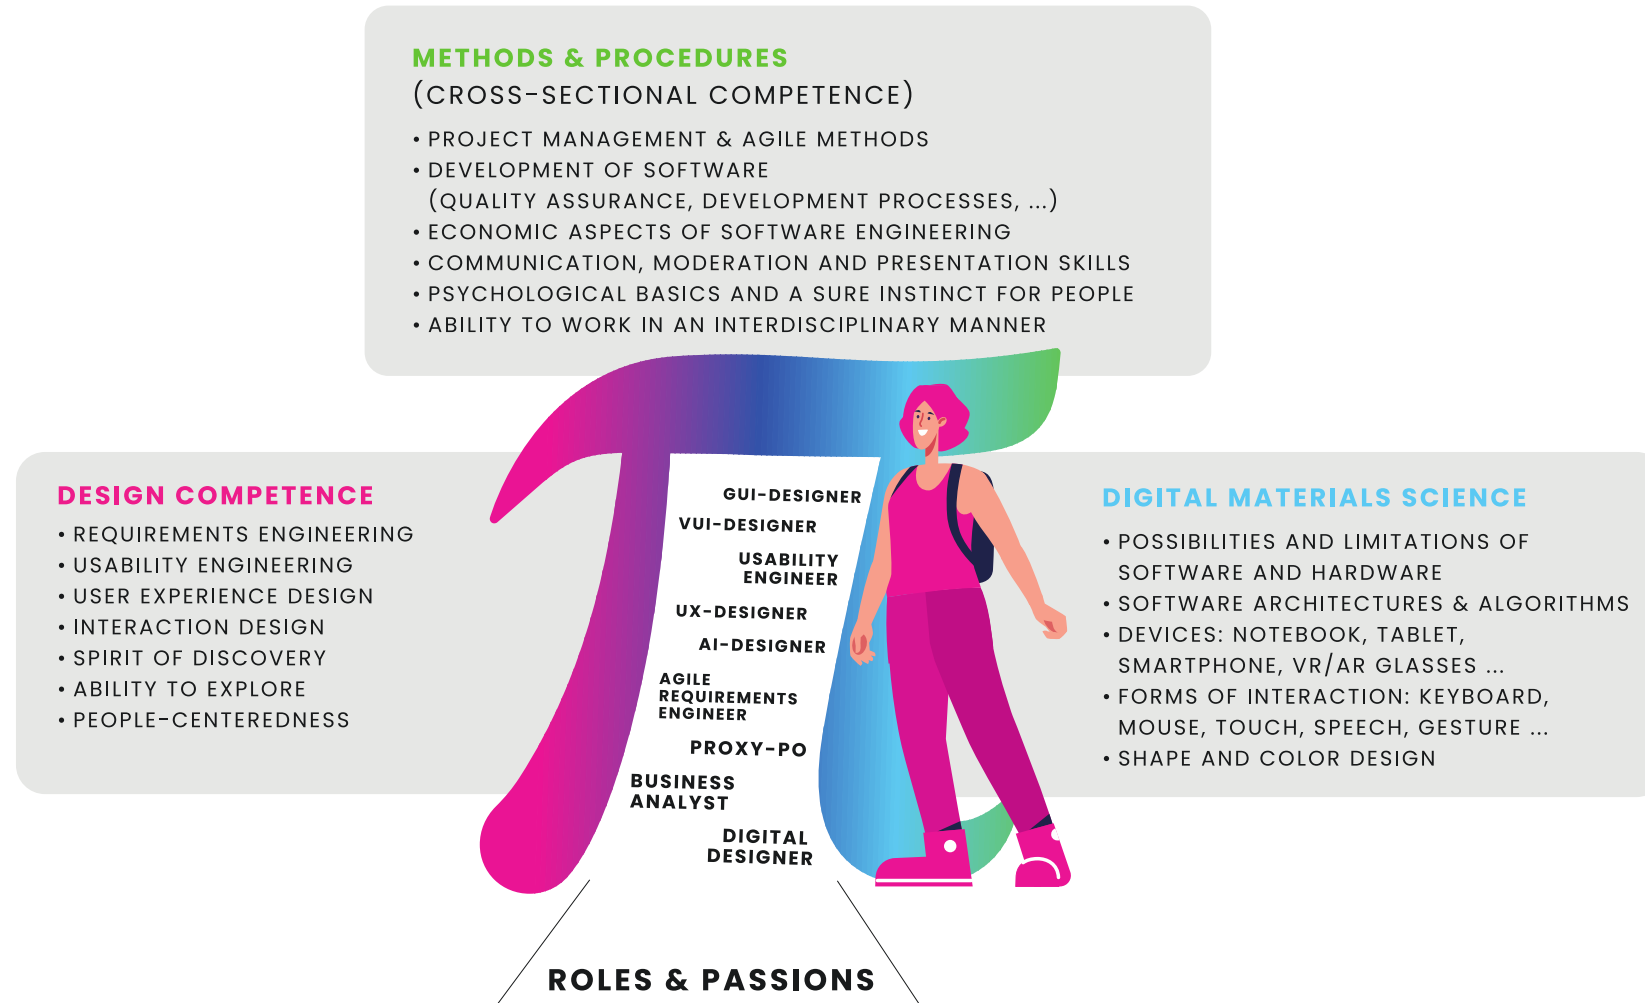 METHODS & PROCEDURES
(CROSS-SECTIONAL COMPETENCE)
• PROJECT MANAGEMENT & AGILE METHODS
• DEVELOPMENT OF SOFTWARE
(QUALITY ASSURANCE, DEVELOPMENT PROCESSES, ...)
• ECONOMIC ASPECTS OF SOFTWARE ENGINEERING
• COMMUNICATION, MODERATION AND PRESENTATION SKILLS
• PSYCHOLOGICAL BASICS AND A SURE INSTINCT FOR PEOPLE
• ABILITY TO WORK IN AN INTERDISCIPLINARY MANNER
DESIGN COMPETENCE
• REQUIREMENTS ENGINEERING
• USABILITY ENGINEERING
• USER EXPERIENCE DESIGN
• INTERACTION DESIGN
• SPIRIT OF DISCOVERY
• ABILITY TO EXPLORE
• PEOPLE-CENTEREDNESS
GUI-DESIGNER
VUI-DESIGNER
USABILITY
ENGINEER
UX-DESIGNER
AI-DESIGNER
AGILE
REQUIREMENTS
ENGINEER
PROXY-PO
BUSINESS
ANALYST
DIGITAL
DESIGNER
DIGITAL MATERIALS SCIENCE
• POSSIBILITIES AND LIMITATIONS OF
SOFTWARE AND HARDWARE
• SOFTWARE ARCHITECTURES & ALGORITHMS
• DEVICES: NOTEBOOK, TABLET,
SMARTPHONE, VR/AR GLASSES ...
• FORMS OF INTERACTION: KEYBOARD,
MOUSE, TOUCH, SPEECH, GESTURE ...
• SHAPE AND COLOR DESIGN
ROLES & PASSIONS